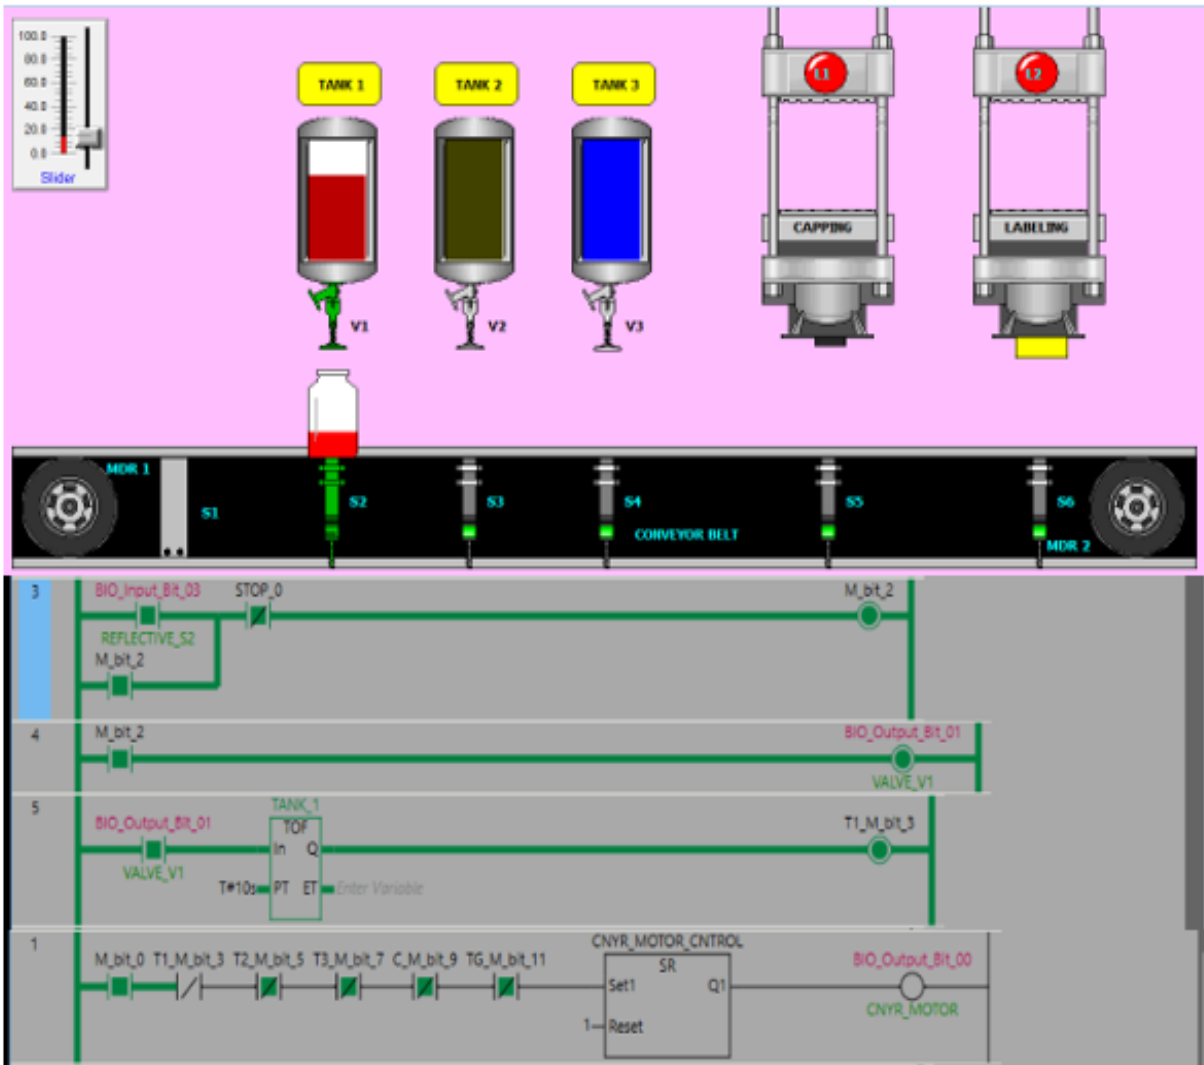 100.0
80.0
60.0
40.0
20.0
0.0
Slider
TANK 1
TANK 2
TANK 3
L1
L2
CAPPING
LABELING
V1
V2
V3
MDR 1
S1
S2
S3
S4
S5
S6
CONVEYOR BELT
MDR 2
3
BIO_Input_Bit_03
STOP_0
M_bit_2
REFLECTIVE_S2
M_bit_2
4
M_bit_2
BIO_Output_Bit_01
VALVE_V1
5
TANK_1
BIO_Output_Bit_01
TOF
T1_M_bit_3
In Q
VALVE_V1
T#10s PT ET Enter Variable
1
CNYR_MOTOR_CNTROL
M_bit_0 T1_M_bit_3 T2_M_bit_5 T3_M_bit_7 C_M_bit_9 TG_M_bit_11
SR
BIO_Output_Bit_00
Set1 Q1
CNYR_MOTOR
1 Reset